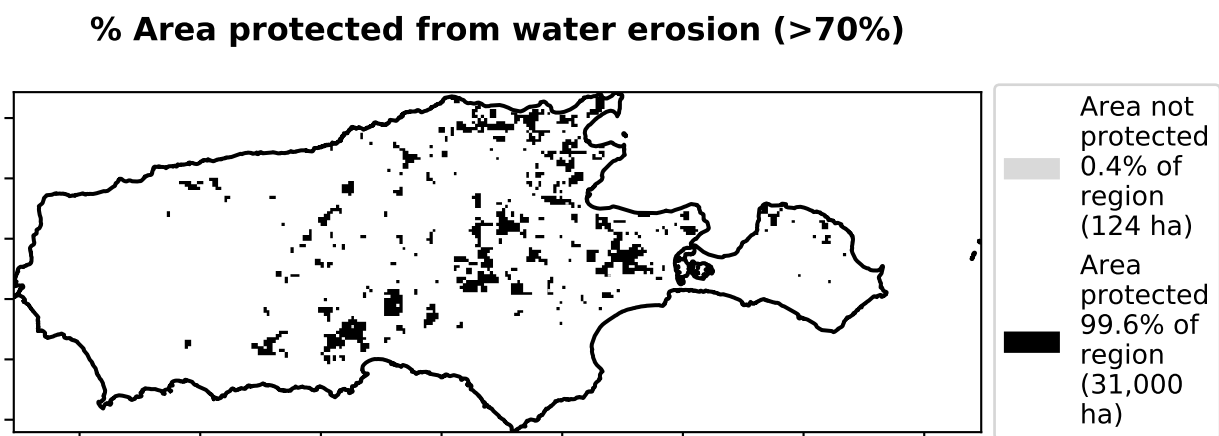 % Area protected from water erosion (>70%)
Area not
protected
0.4% of
region
(124 ha)
Area
protected
99.6% of
region
(31,000
ha)